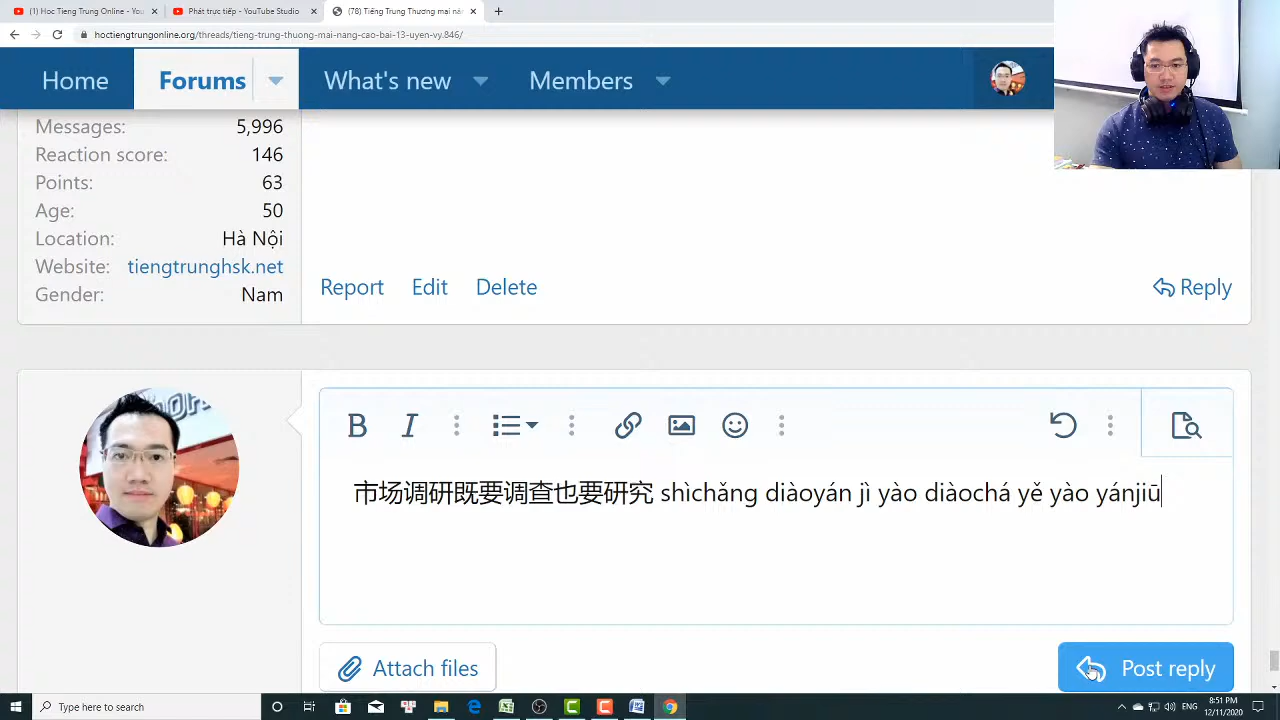 (1) Hoc Tieng Trung Online - You
Phát trực tiếp - YouTube Studio
(78) Tiếng Trung Thương mại nâ
hoctiengtrungonline.org/threads/tieng-trung-thuong-mai-nang-cao-bai-13-uyen-vy.846/
Home Forums What's new Members
Messages: 5,996
Reaction score: 146
Points: 63
Age: 50
Location: Hà Nội
Website: tiengtrunghsk.net
Gender: Nam
Report Edit Delete Reply
B I
市场调研既要调查也要研究 shìchǎng diàoyán jì yào diàochá yě yào yánjiū
Attach files Post reply
Type here to search
ENG 8:51 PM
12/11/2020